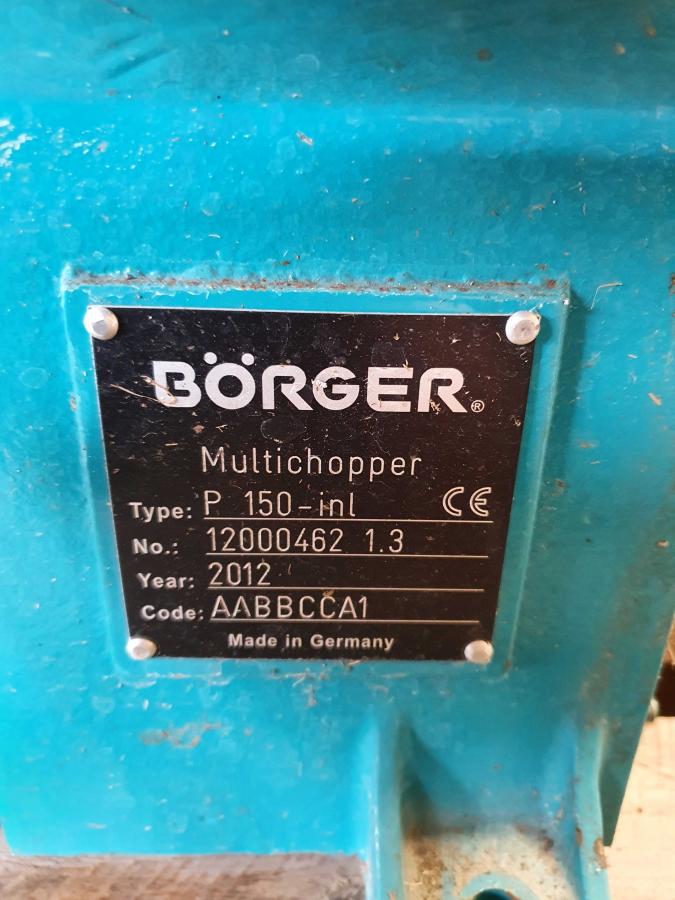 BÖRGER®
Multichopper
Type: P 150-inl CE
No.: 12000462 1.3
Year: 2012
Code: AABBCCA1
Made in Germany